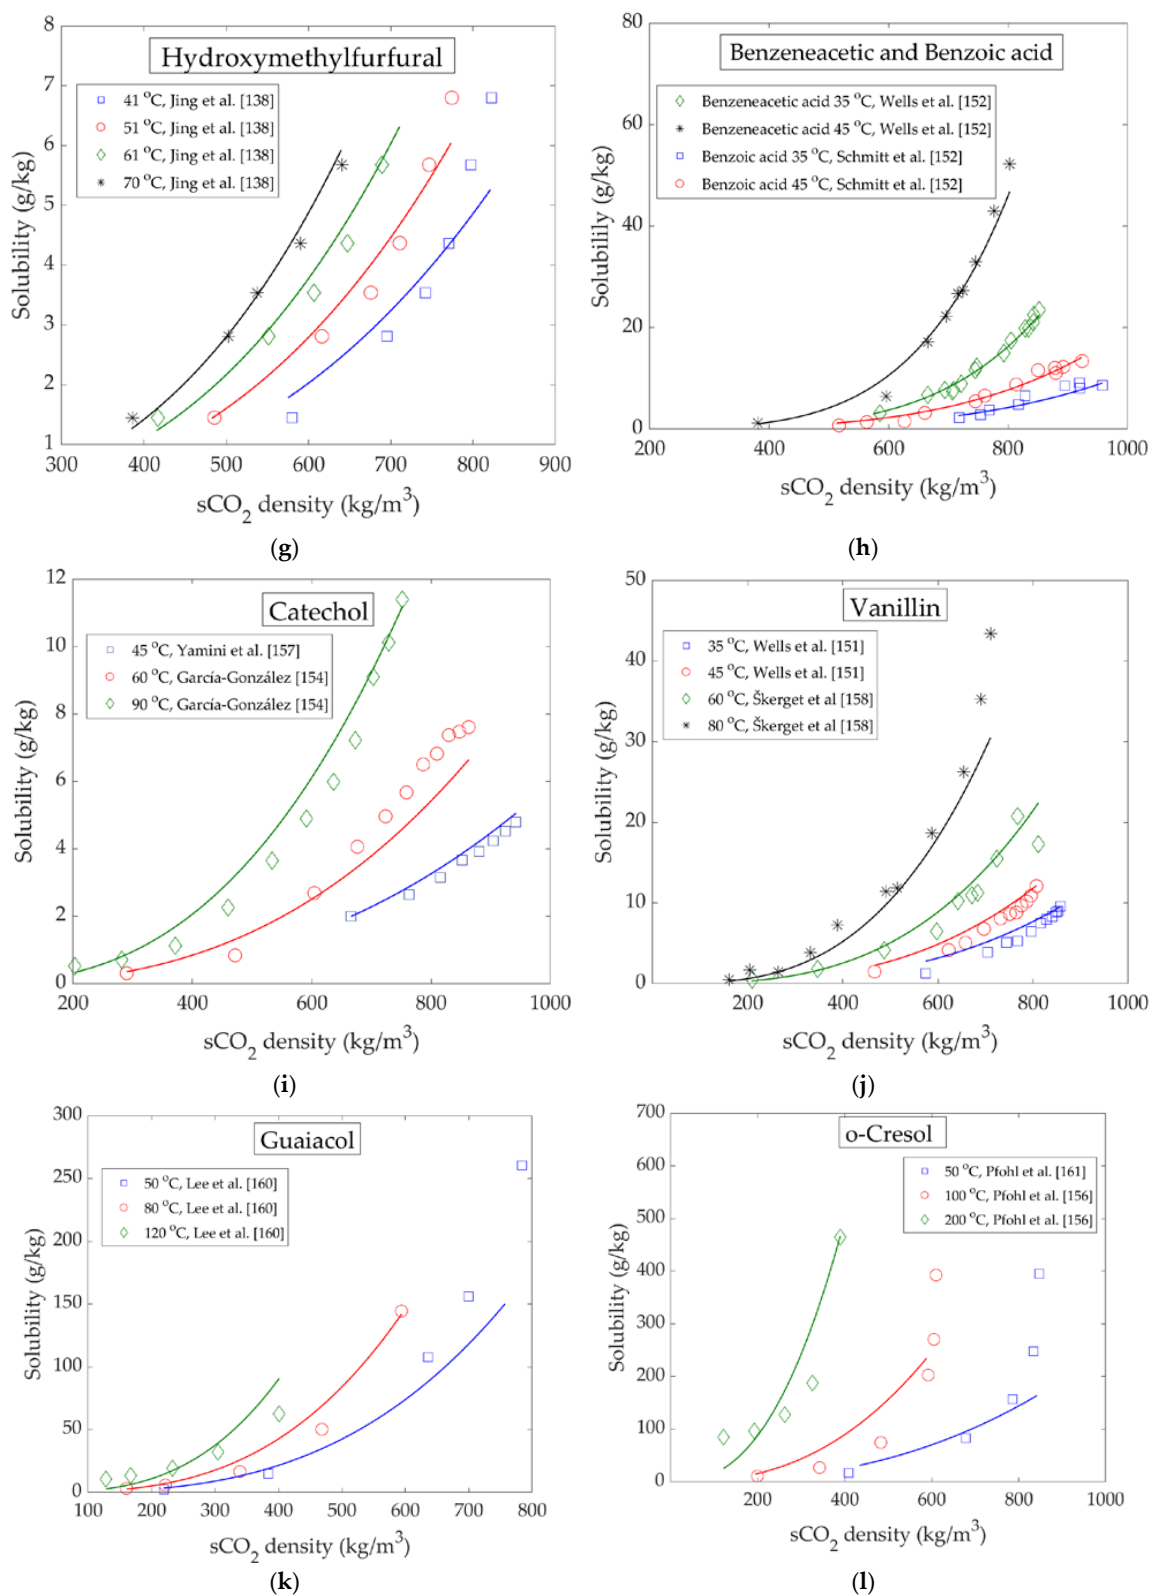 Hydroxymethylfurfural
41 °C, Jing et al. [138]
51 °C, Jing et al. [138]
61 °C, Jing et al. [138]
70 °C, Jing et al. [138]
Solubility (g/kg)
8
7
6
5
4
3
2
1
300 400 500 600 700 800 900
sCO2 density (kg/m3)
(g)
Benzeneacetic and Benzoic acid
Benzeneacetic acid 35 °C, Wells et al. [152]
Benzeneacetic acid 45 °C, Wells et al. [152]
Benzoic acid 35 °C, Schmitt et al. [152]
Benzoic acid 45 °C, Schmitt et al. [152]
Solubilily (g/kg)
80
60
40
20
0
200 400 600 800 1000
sCO2 density (kg/m3)
(h)
Catechol
45 °C, Yamini et al. [157]
60 °C, García-González [154]
90 °C, García-González [154]
Solubility (g/kg)
12
10
8
6
4
2
0
200 400 600 800 1000
sCO2 density (kg/m3)
(i)
Vanillin
35 °C, Wells et al. [151]
45 °C, Wells et al. [151]
60 °C, Škerget et al [158]
80 °C, Škerget et al [158]
Solubility (g/kg)
50
40
30
20
10
0
200 400 600 800 1000
sCO2 density (kg/m3)
(j)
Guaiacol
50 °C, Lee et al. [160]
80 °C, Lee et al. [160]
120 °C, Lee et al. [160]
Solubility (g/kg)
300
250
200
150
100
50
0
100 200 300 400 500 600 700 800
sCO2 density (kg/m3)
(k)
o-Cresol
50 °C, Pfohl et al. [161]
100 °C, Pfohl et al. [156]
200 °C, Pfohl et al. [156]
Solubility (g/kg)
700
600
500
400
300
200
100
0
0 200 400 600 800 1000
sCO2 density (kg/m3)
(l)